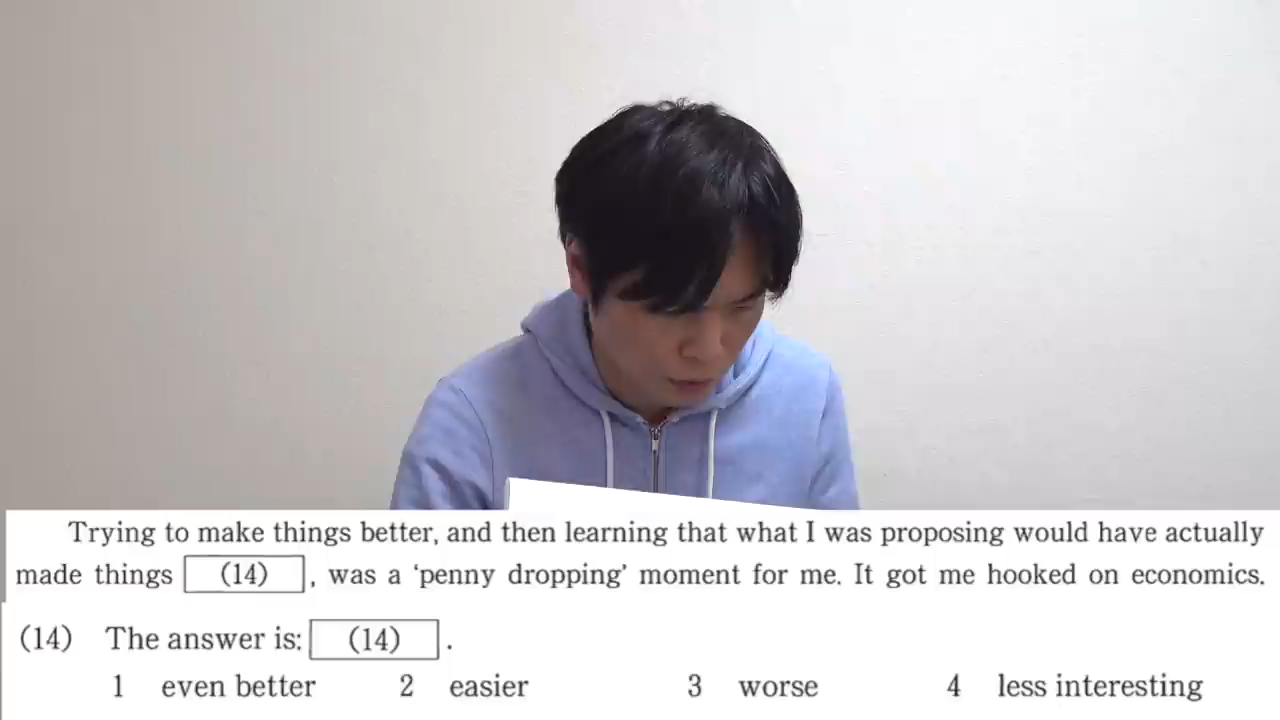 Trying to make things better, and then learning that what I was proposing would have actually
made things (14) , was a ‘penny dropping’ moment for me. It got me hooked on economics.
(14) The answer is: (14) .
1 even better 2 easier 3 worse 4 less interesting